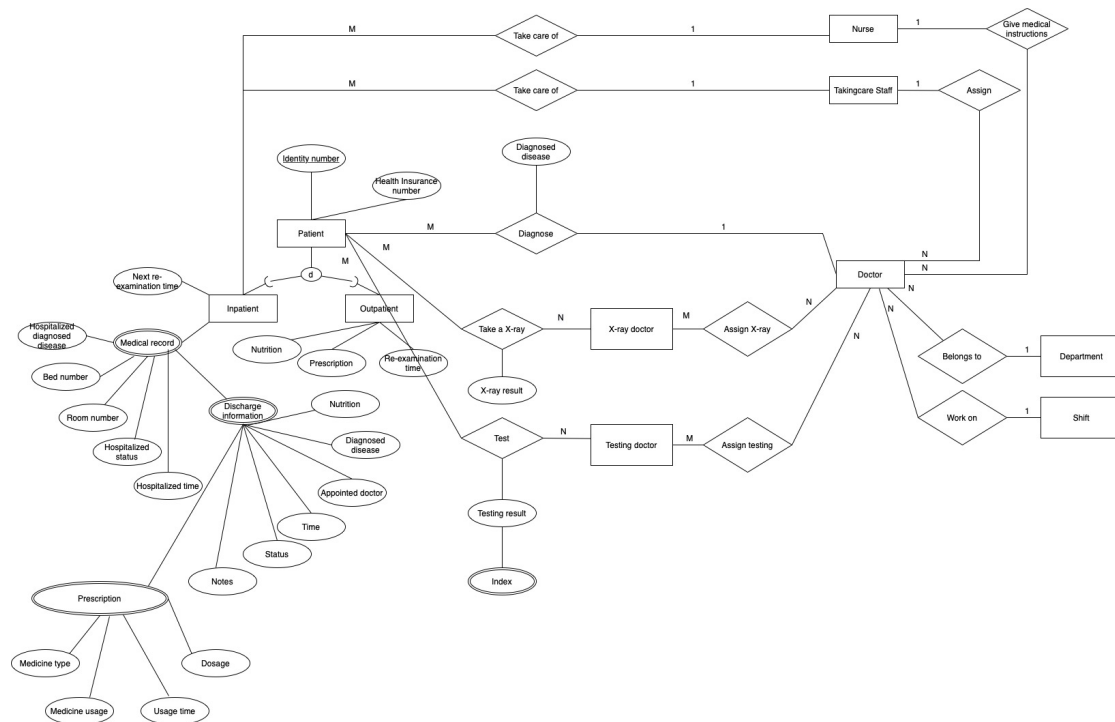 M
Take care of
1
Nurse
1
Give medical
instructions
M
Take care of
1
Takingcare Staff
1
Assign
Identity number
Health Insurance
number
Diagnosed
disease
Patient
M
Diagnose
1
M
M
d
N
N
Doctor
N
N
N
N
Next re-
examination time
Inpatient
Outpatient
Hospitalized
diagnosed
disease
Medical record
Nutrition
Prescription
Re-examination
time
Take a X-ray
N
X-ray doctor
M
Assign X-ray
N
Belongs to
1
Department
X-ray result
Bed number
Room number
Hospitalized
status
Hospitalized time
Discharge
information
Nutrition
Diagnosed
disease
Appointed doctor
Time
Status
Notes
Work on
1
Shift
Test
N
Testing doctor
M
Assign testing
Testing result
Index
Prescription
Medicine type
Medicine usage
Usage time
Dosage